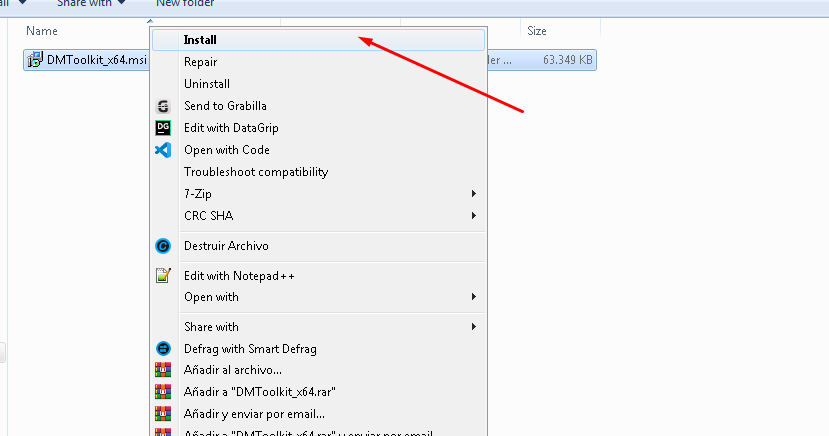 Share with
New folder
Name
Size
DMToolkit_x64.msi
ler ...
63.349 KB
Install
Repair
Uninstall
Send to Grabilla
Edit with DataGrip
DG
Open with Code
Troubleshoot compatibility
7-Zip
CRC SHA
Destruir Archivo
Edit with Notepad++
Open with
Share with
Defrag with Smart Defrag
Añadir al archivo...
Añadir a "DMToolkit_x64.rar"
Añadir y enviar por email...
Añadir a "DMToolkit_x64.rar" y enviar por email